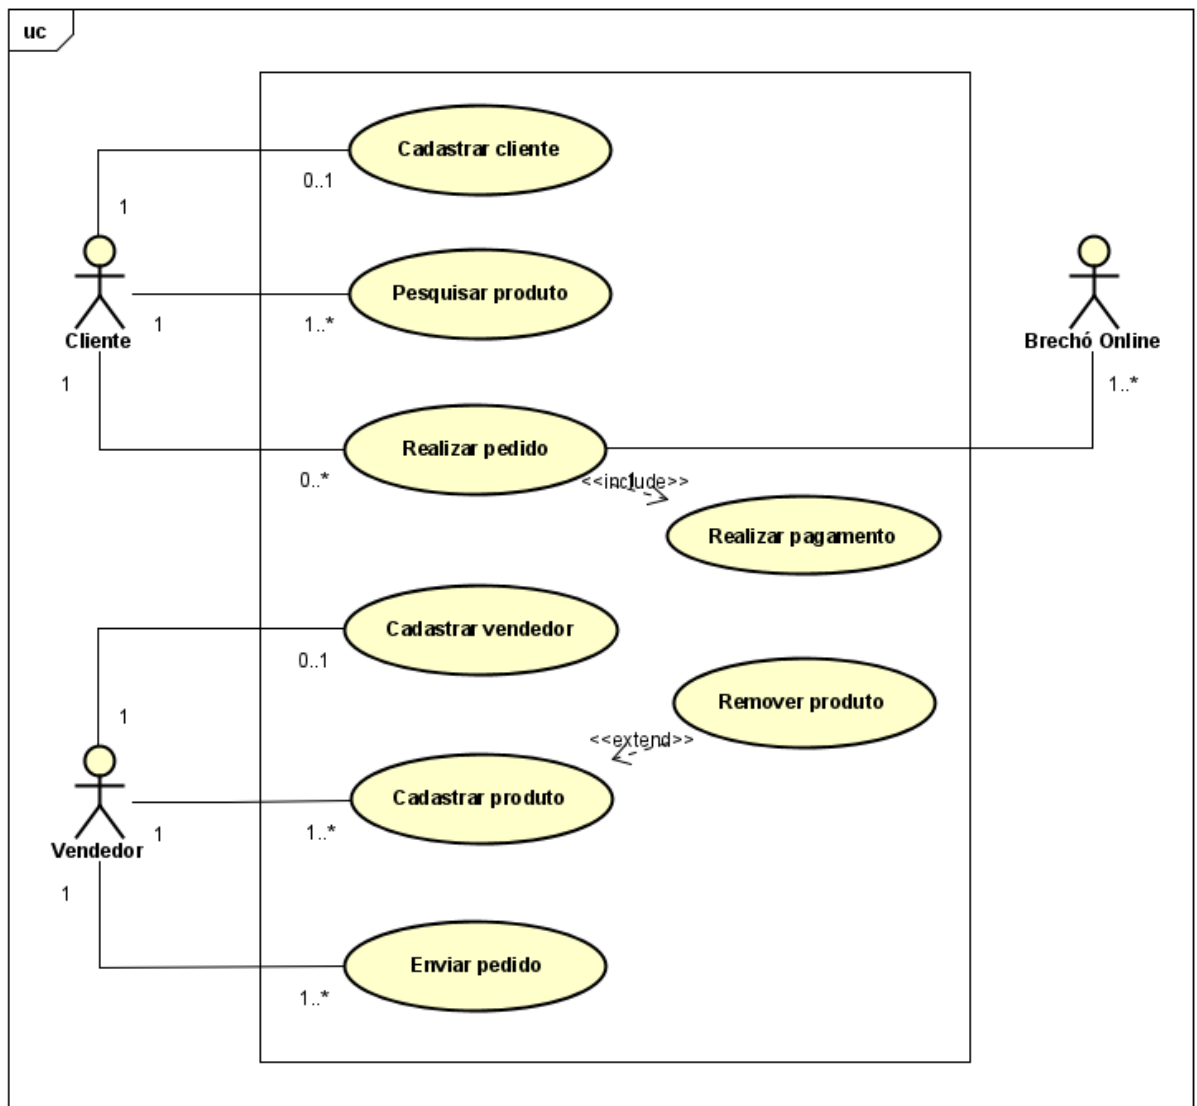 uc
Cadastrar cliente
0..1
1
Pesquisar produto
1
1..*
Cliente
Brechó Online
1
1..*
Realizar pedido
0..*
1
<<include>>
Realizar pagamento
Cadastrar vendedor
0..1
Remover produto
1
<<extend>>
Cadastrar produto
1
1..*
Vendedor
1
Enviar pedido
1..*